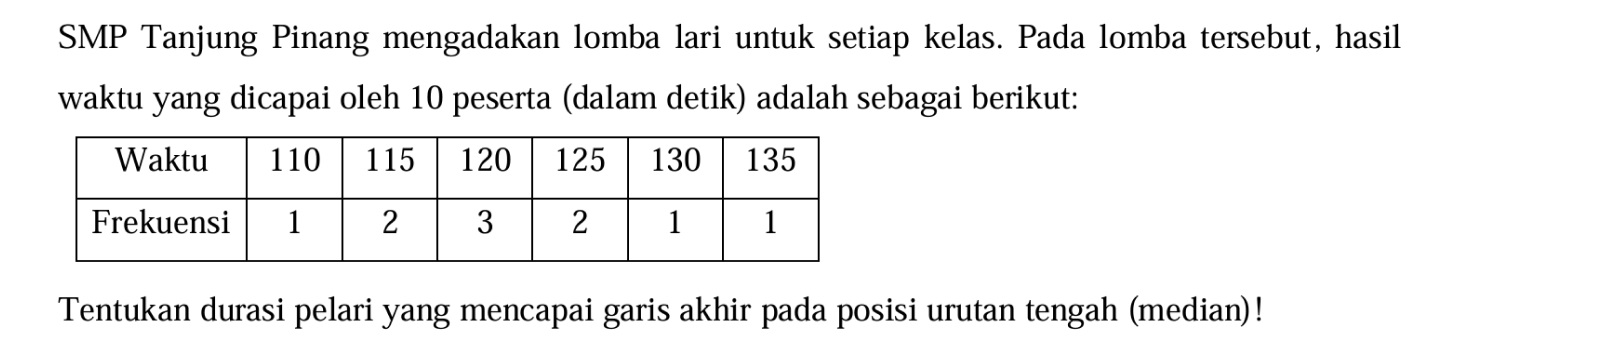 SMP Tanjung Pinang mengadakan lomba lari untuk setiap kelas. Pada lomba tersebut, hasil
waktu yang dicapai oleh 10 peserta (dalam detik) adalah sebagai berikut:
Waktu 110 115 120 125 130 135
Frekuensi 1 2 3 2 1 1
Tentukan durasi pelari yang mencapai garis akhir pada posisi urutan tengah (median)!